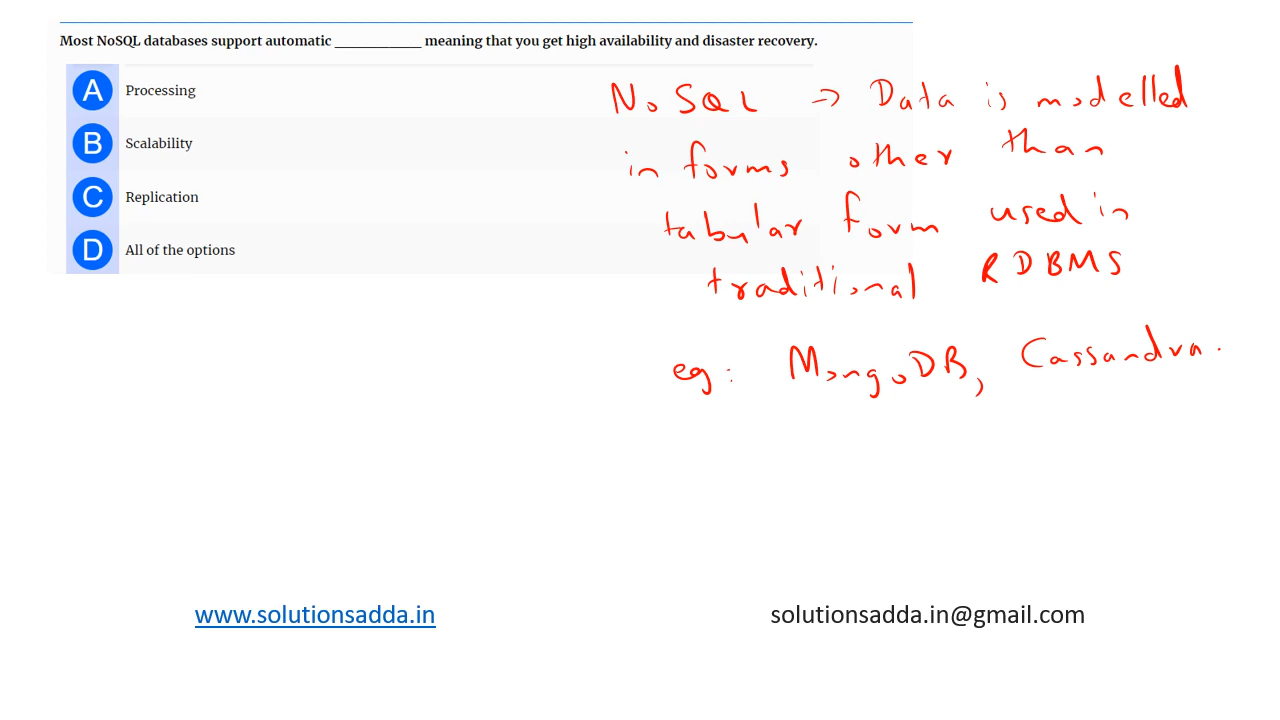 Most NoSQL databases support automatic __________ meaning that you get high availability and disaster recovery.
A Processing
B Scalability
C Replication
D All of the options
NoSQL → Data is modelled
in forms other than
tabular form used in
traditional RDBMS
eg: MongoDB, Cassandra.
www.solutionsadda.in
solutionsadda.in@gmail.com